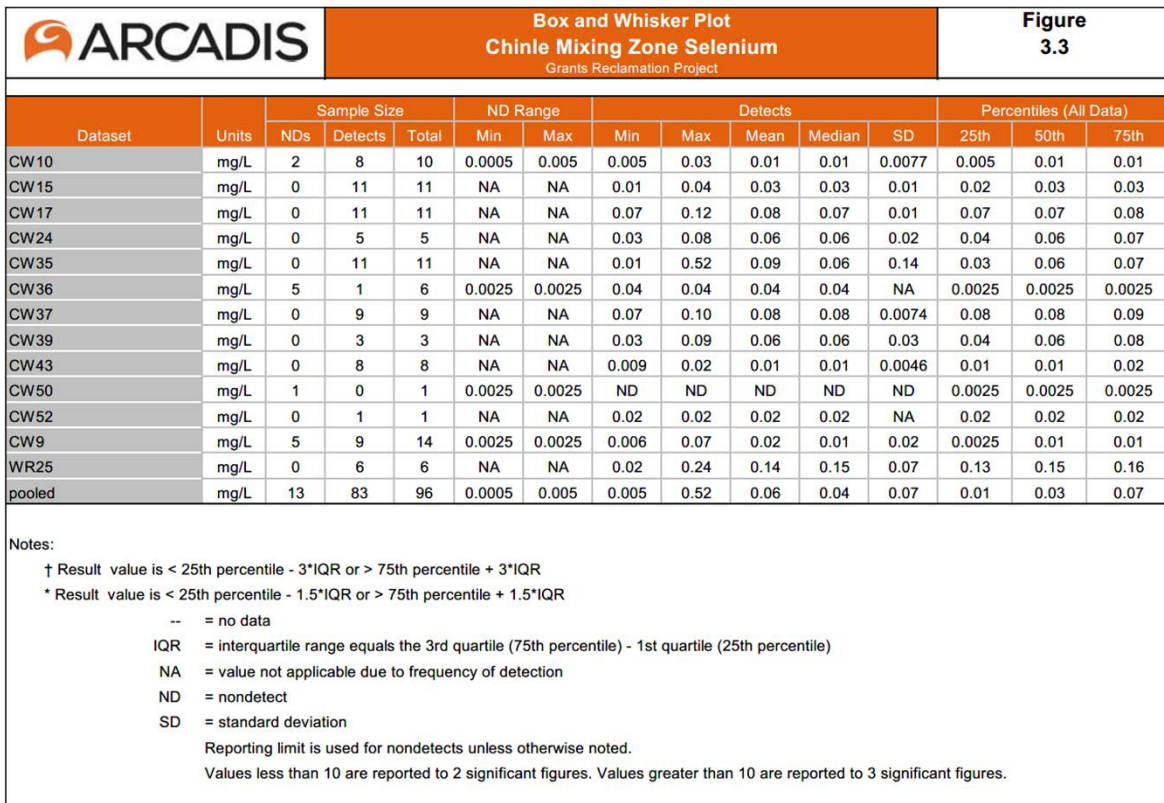 ARCADIS
Box and Whisker Plot
Chinle Mixing Zone Selenium
Grants Reclamation Project
Figure
3.3
Sample Size ND Range Detects Percentiles (All Data)
Dataset Units NDs Detects Total Min Max Min Max Mean Median SD 25th 50th 75th
CW10 mg/L 2 8 10 0.0005 0.005 0.005 0.03 0.01 0.01 0.0077 0.005 0.01 0.01
CW15 mg/L 0 11 11 NA NA 0.01 0.04 0.03 0.03 0.01 0.02 0.03 0.03
CW17 mg/L 0 11 11 NA NA 0.07 0.12 0.08 0.07 0.01 0.07 0.07 0.08
CW24 mg/L 0 5 5 NA NA 0.03 0.08 0.06 0.06 0.02 0.04 0.06 0.07
CW35 mg/L 0 11 11 NA NA 0.01 0.52 0.09 0.06 0.14 0.03 0.06 0.07
CW36 mg/L 5 1 6 0.0025 0.0025 0.04 0.04 0.04 0.04 NA 0.0025 0.0025 0.0025
CW37 mg/L 0 9 9 NA NA 0.07 0.10 0.08 0.08 0.0074 0.08 0.08 0.09
CW39 mg/L 0 3 3 NA NA 0.03 0.09 0.06 0.06 0.03 0.04 0.06 0.08
CW43 mg/L 0 8 8 NA NA 0.009 0.02 0.01 0.01 0.0046 0.01 0.01 0.02
CW50 mg/L 1 0 1 0.0025 0.0025 ND ND ND ND ND 0.0025 0.0025 0.0025
CW52 mg/L 0 1 1 NA NA 0.02 0.02 0.02 0.02 NA 0.02 0.02 0.02
CW9 mg/L 5 9 14 0.0025 0.0025 0.006 0.07 0.02 0.01 0.02 0.0025 0.01 0.01
WR25 mg/L 0 6 6 NA NA 0.02 0.24 0.14 0.15 0.07 0.13 0.15 0.16
pooled mg/L 13 83 96 0.0005 0.005 0.005 0.52 0.06 0.04 0.07 0.01 0.03 0.07
Notes:
† Result value is < 25th percentile - 3*IQR or > 75th percentile + 3*IQR
* Result value is < 25th percentile - 1.5*IQR or > 75th percentile + 1.5*IQR
-- = no data
IQR = interquartile range equals the 3rd quartile (75th percentile) - 1st quartile (25th percentile)
NA = value not applicable due to frequency of detection
ND = nondetect
SD = standard deviation
Reporting limit is used for nondetects unless otherwise noted.
Values less than 10 are reported to 2 significant figures. Values greater than 10 are reported to 3 significant figures.